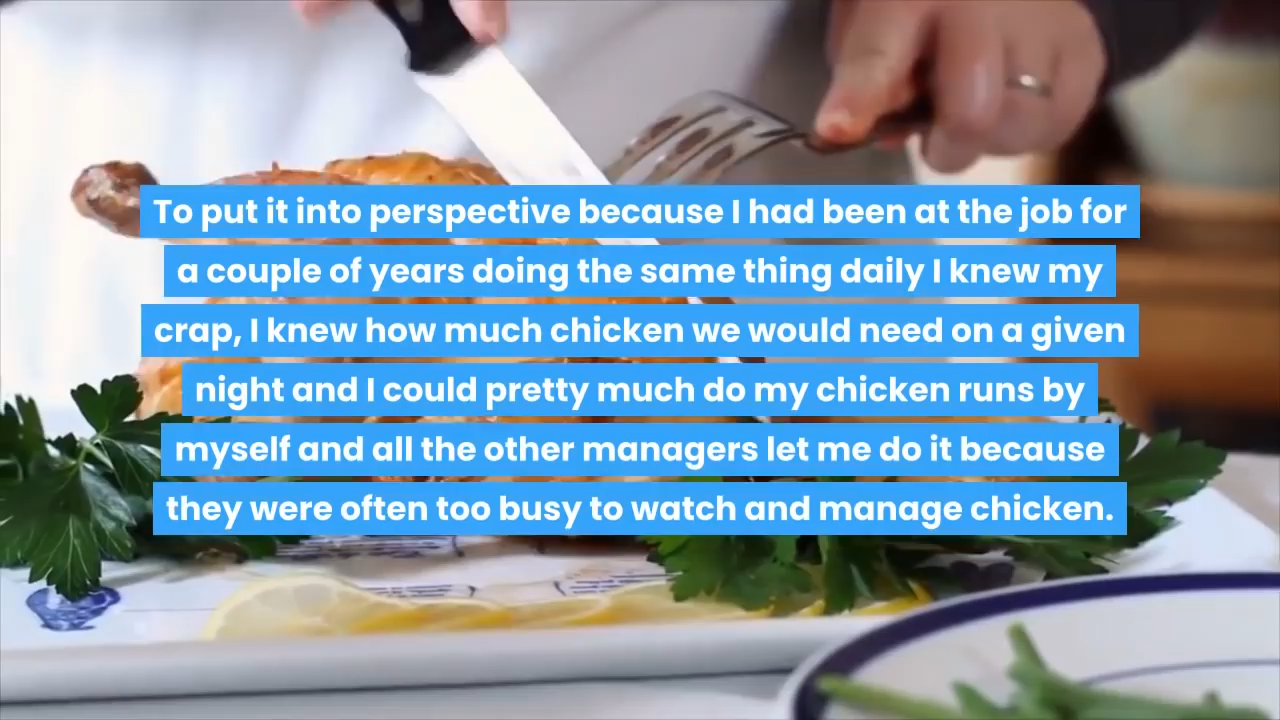 To put it into perspective because I had been at the job for
a couple of years doing the same thing daily I knew my
crap, I knew how much chicken we would need on a given
night and I could pretty much do my chicken runs by
myself and all the other managers let me do it because
they were often too busy to watch and manage chicken.